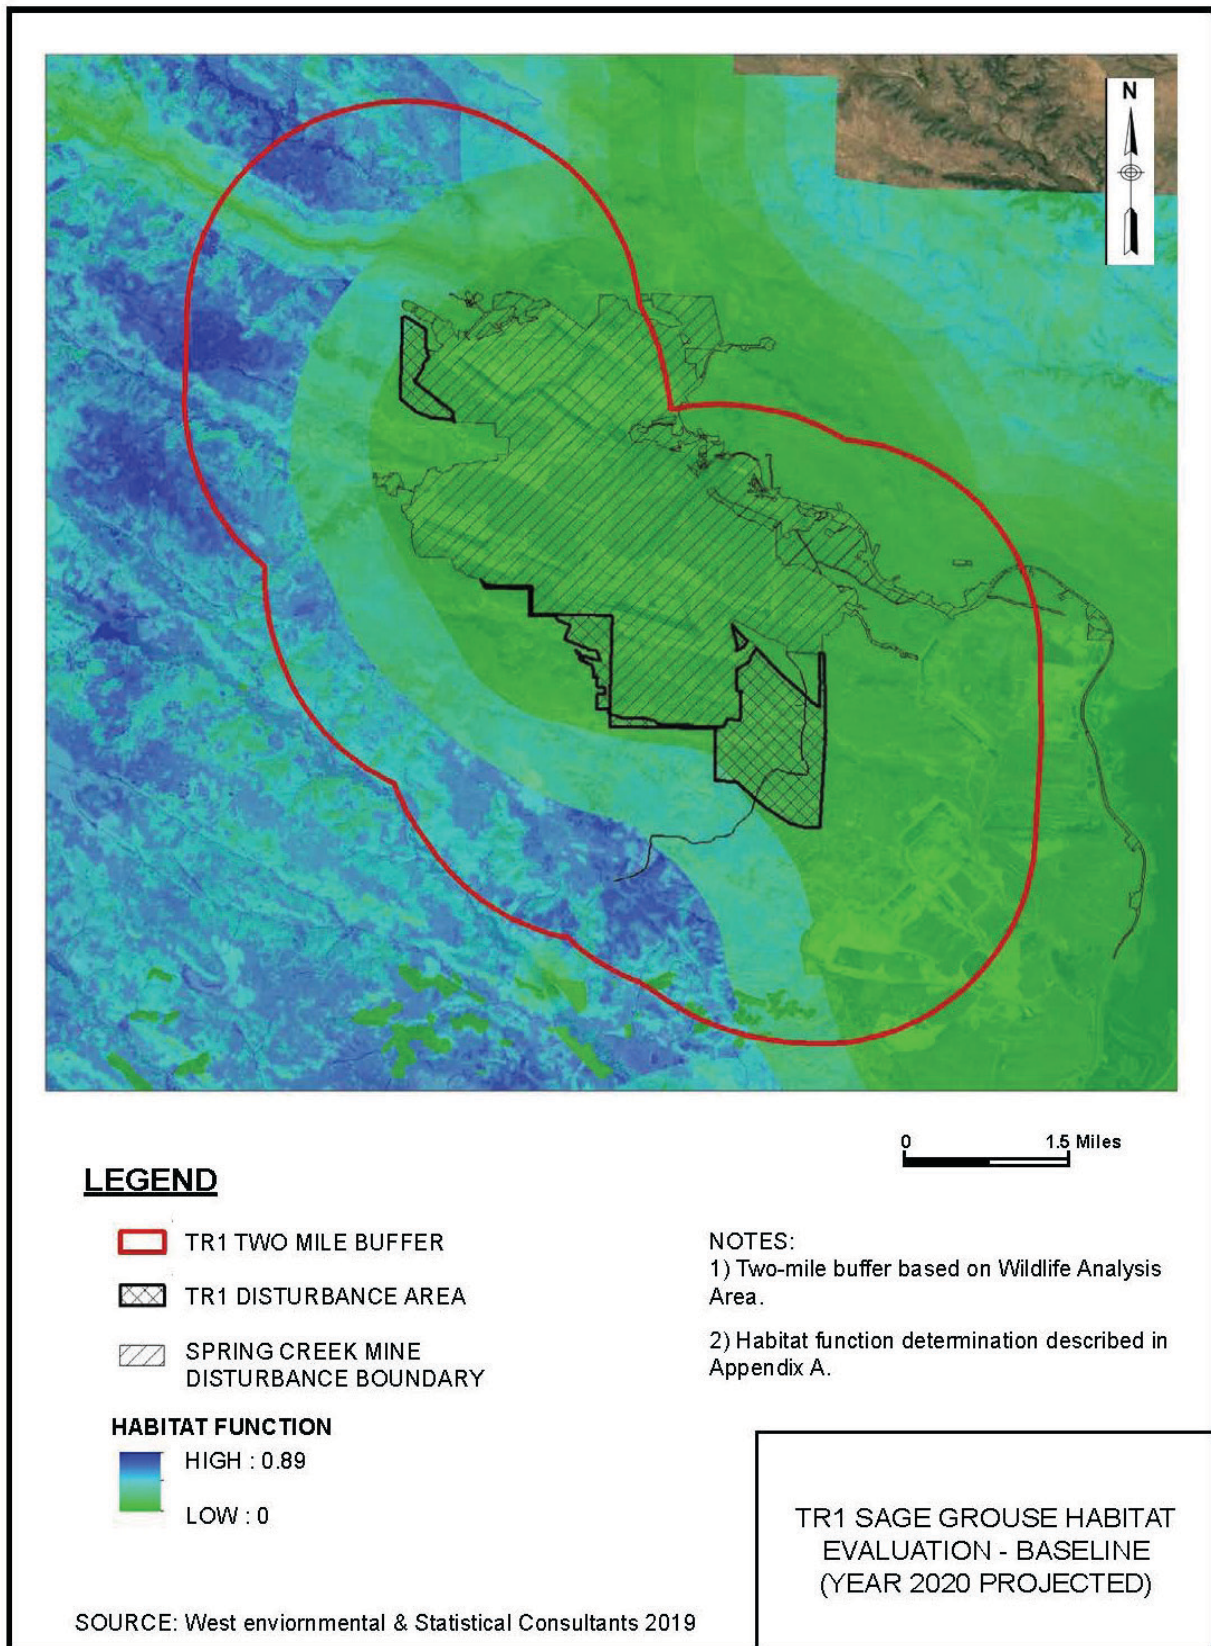 N
0 1.5 Miles
LEGEND
TR1 TWO MILE BUFFER
TR1 DISTURBANCE AREA
SPRING CREEK MINE
DISTURBANCE BOUNDARY
HABITAT FUNCTION
HIGH : 0.89
LOW : 0
NOTES:
1) Two-mile buffer based on Wildlife Analysis
Area.
2) Habitat function determination described in
Appendix A.
TR1 SAGE GROUSE HABITAT
EVALUATION - BASELINE
(YEAR 2020 PROJECTED)
SOURCE: West enviornmental & Statistical Consultants 2019